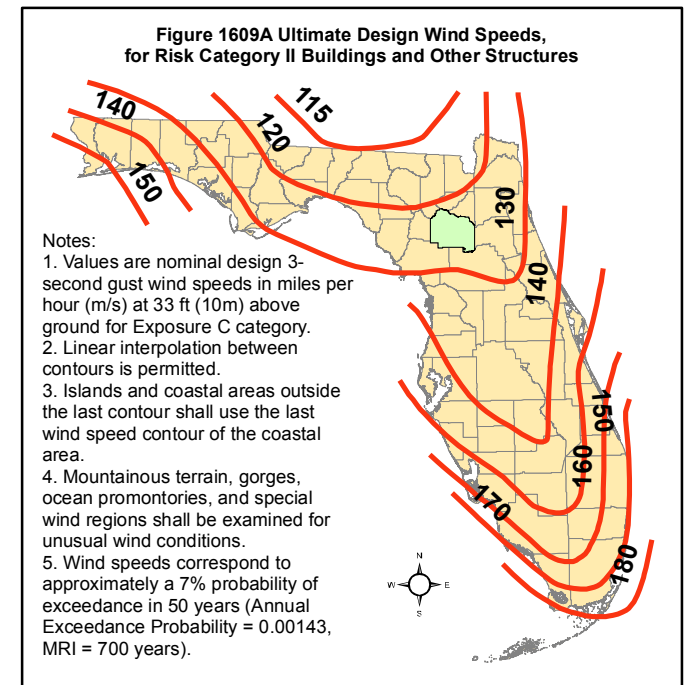 Figure 1609A Ultimate Design Wind Speeds,
for Risk Category II Buildings and Other Structures
140
115
120
150
130
140
Notes:
1. Values are nominal design 3-
second gust wind speeds in miles per
hour (m/s) at 33 ft (10m) above
ground for Exposure C category.
2. Linear interpolation between
contours is permitted.
3. Islands and coastal areas outside
the last contour shall use the last
wind speed contour of the coastal
area.
4. Mountainous terrain, gorges,
ocean promontories, and special
wind regions shall be examined for
unusual wind conditions.
5. Wind speeds correspond to
approximately a 7% probability of
exceedance in 50 years (Annual
Exceedance Probability = 0.00143,
MRI = 700 years).
150
160
170
180
N
W E
S